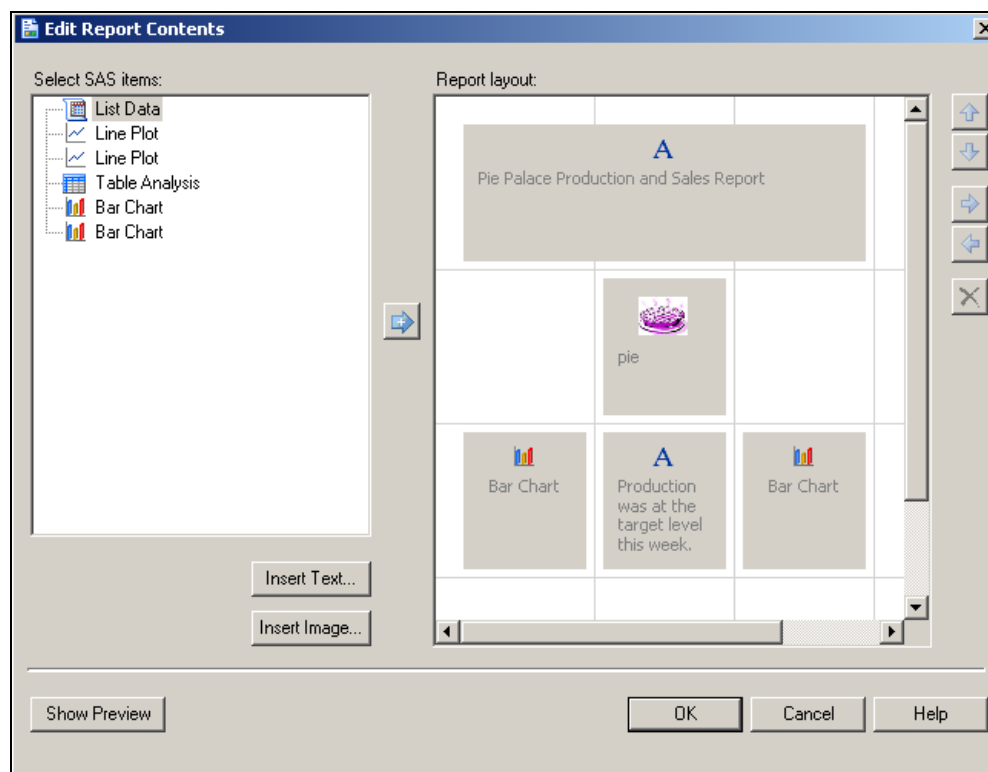 Edit Report Contents
Select SAS items:
Report layout:
List Data
Line Plot
Line Plot
Table Analysis
Bar Chart
Bar Chart
A
Pie Palace Production and Sales Report
pie
Bar Chart
A
Production
was at the
target level
this week.
Bar Chart
Insert Text...
Insert Image...
Show Preview
OK
Cancel
Help